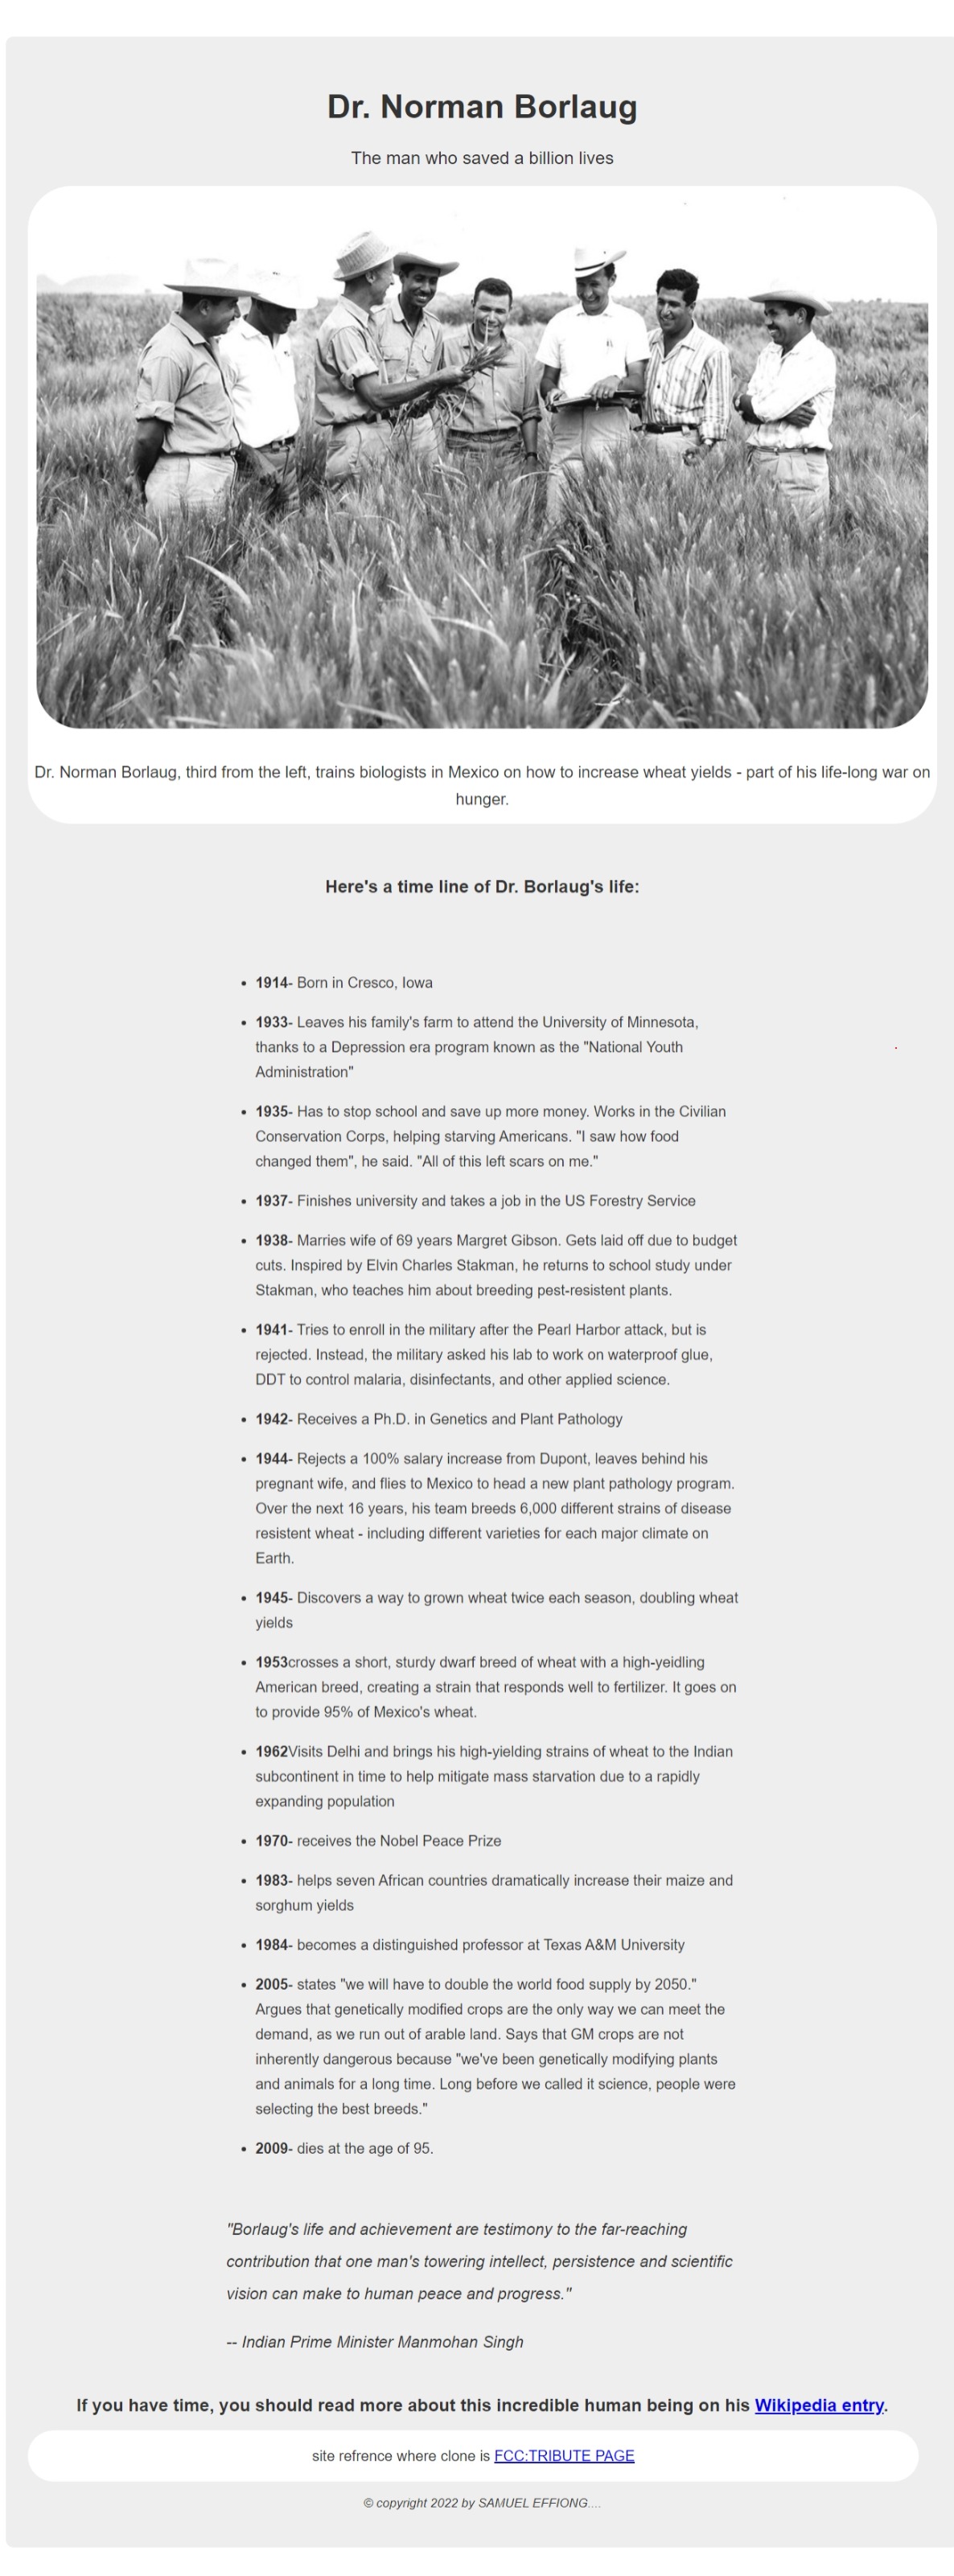 Dr. Norman Borlaug
The man who saved a billion lives
Dr. Norman Borlaug, third from the left, trains biologists in Mexico on how to increase wheat yields - part of his life-long war on
hunger.
Here's a time line of Dr. Borlaug's life:
• 1914- Born in Cresco, Iowa
• 1933- Leaves his family's farm to attend the University of Minnesota,
thanks to a Depression era program known as the "National Youth
Administration"
• 1935- Has to stop school and save up more money. Works in the Civilian
Conservation Corps, helping starving Americans. "I saw how food
changed them", he said. "All of this left scars on me."
• 1937- Finishes university and takes a job in the US Forestry Service
• 1938- Marries wife of 69 years Margret Gibson. Gets laid off due to budget
cuts. Inspired by Elvin Charles Stakman, he returns to school study under
Stakman, who teaches him about breeding pest-resistent plants.
• 1941- Tries to enroll in the military after the Pearl Harbor attack, but is
rejected. Instead, the military asked his lab to work on waterproof glue,
DDT to control malaria, disinfectants, and other applied science.
• 1942- Receives a Ph.D. in Genetics and Plant Pathology
• 1944- Rejects a 100% salary increase from Dupont, leaves behind his
pregnant wife, and flies to Mexico to head a new plant pathology program.
Over the next 16 years, his team breeds 6,000 different strains of disease
resistent wheat - including different varieties for each major climate on
Earth.
• 1945- Discovers a way to grown wheat twice each season, doubling wheat
yields
• 1953crosses a short, sturdy dwarf breed of wheat with a high-yeidling
American breed, creating a strain that responds well to fertilizer. It goes on
to provide 95% of Mexico's wheat.
• 1962Visits Delhi and brings his high-yielding strains of wheat to the Indian
subcontinent in time to help mitigate mass starvation due to a rapidly
expanding population
• 1970- receives the Nobel Peace Prize
• 1983- helps seven African countries dramatically increase their maize and
sorghum yields
• 1984- becomes a distinguished professor at Texas A&M University
• 2005- states "we will have to double the world food supply by 2050."
Argues that genetically modified crops are the only way we can meet the
demand, as we run out of arable land. Says that GM crops are not
inherently dangerous because "we've been genetically modifying plants
and animals for a long time. Long before we called it science, people were
selecting the best breeds."
• 2009- dies at the age of 95.
"Borlaug's life and achievement are testimony to the far-reaching
contribution that one man's towering intellect, persistence and scientific
vision can make to human peace and progress."
-- Indian Prime Minister Manmohan Singh
If you have time, you should read more about this incredible human being on his Wikipedia entry.
site refrence where clone is FCC:TRIBUTE PAGE
© copyright 2022 by SAMUEL EFFIONG....